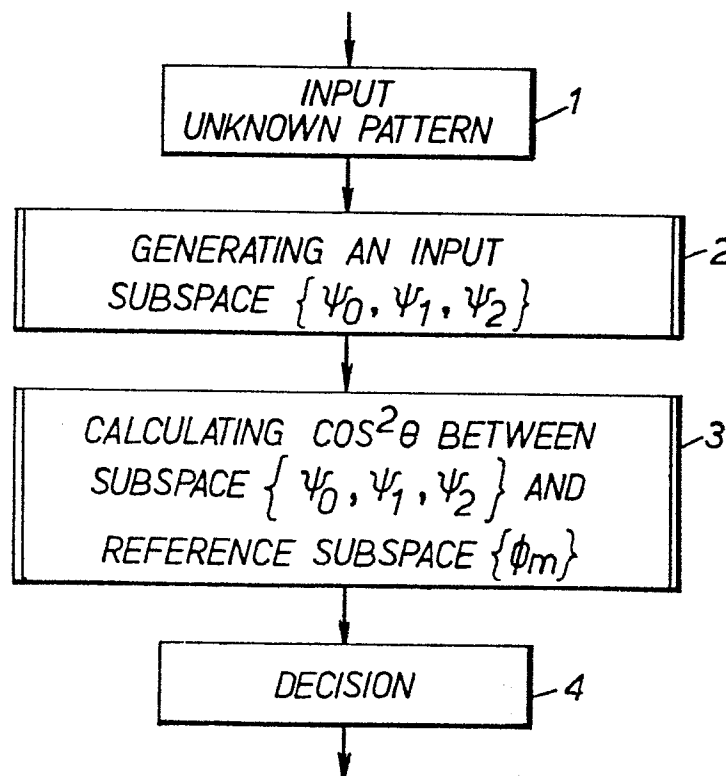 INPUT
UNKNOWN PATTERN
1
GENERATING AN INPUT
SUBSPACE {ψ₀, ψ₁, ψ₂}
2
CALCULATING COS²θ BETWEEN
SUBSPACE {ψ₀, ψ₁, ψ₂} AND
REFERENCE SUBSPACE {ϕm}
3
DECISION
4